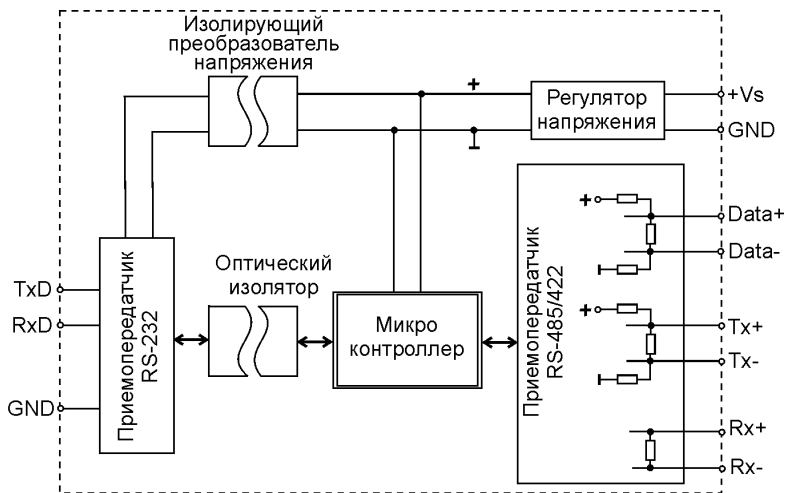 Изолирующий
преобразователь
напряжения
+
Регулятор
напряжения
+Vs
GND
Приемопередатчик
RS-232
TxD
RxD
GND
Оптический
изолятор
Микро
контроллер
Приемопередатчик
RS-485/422
+
Data+
Data-
+
Tx+
Tx-
Rx+
Rx-